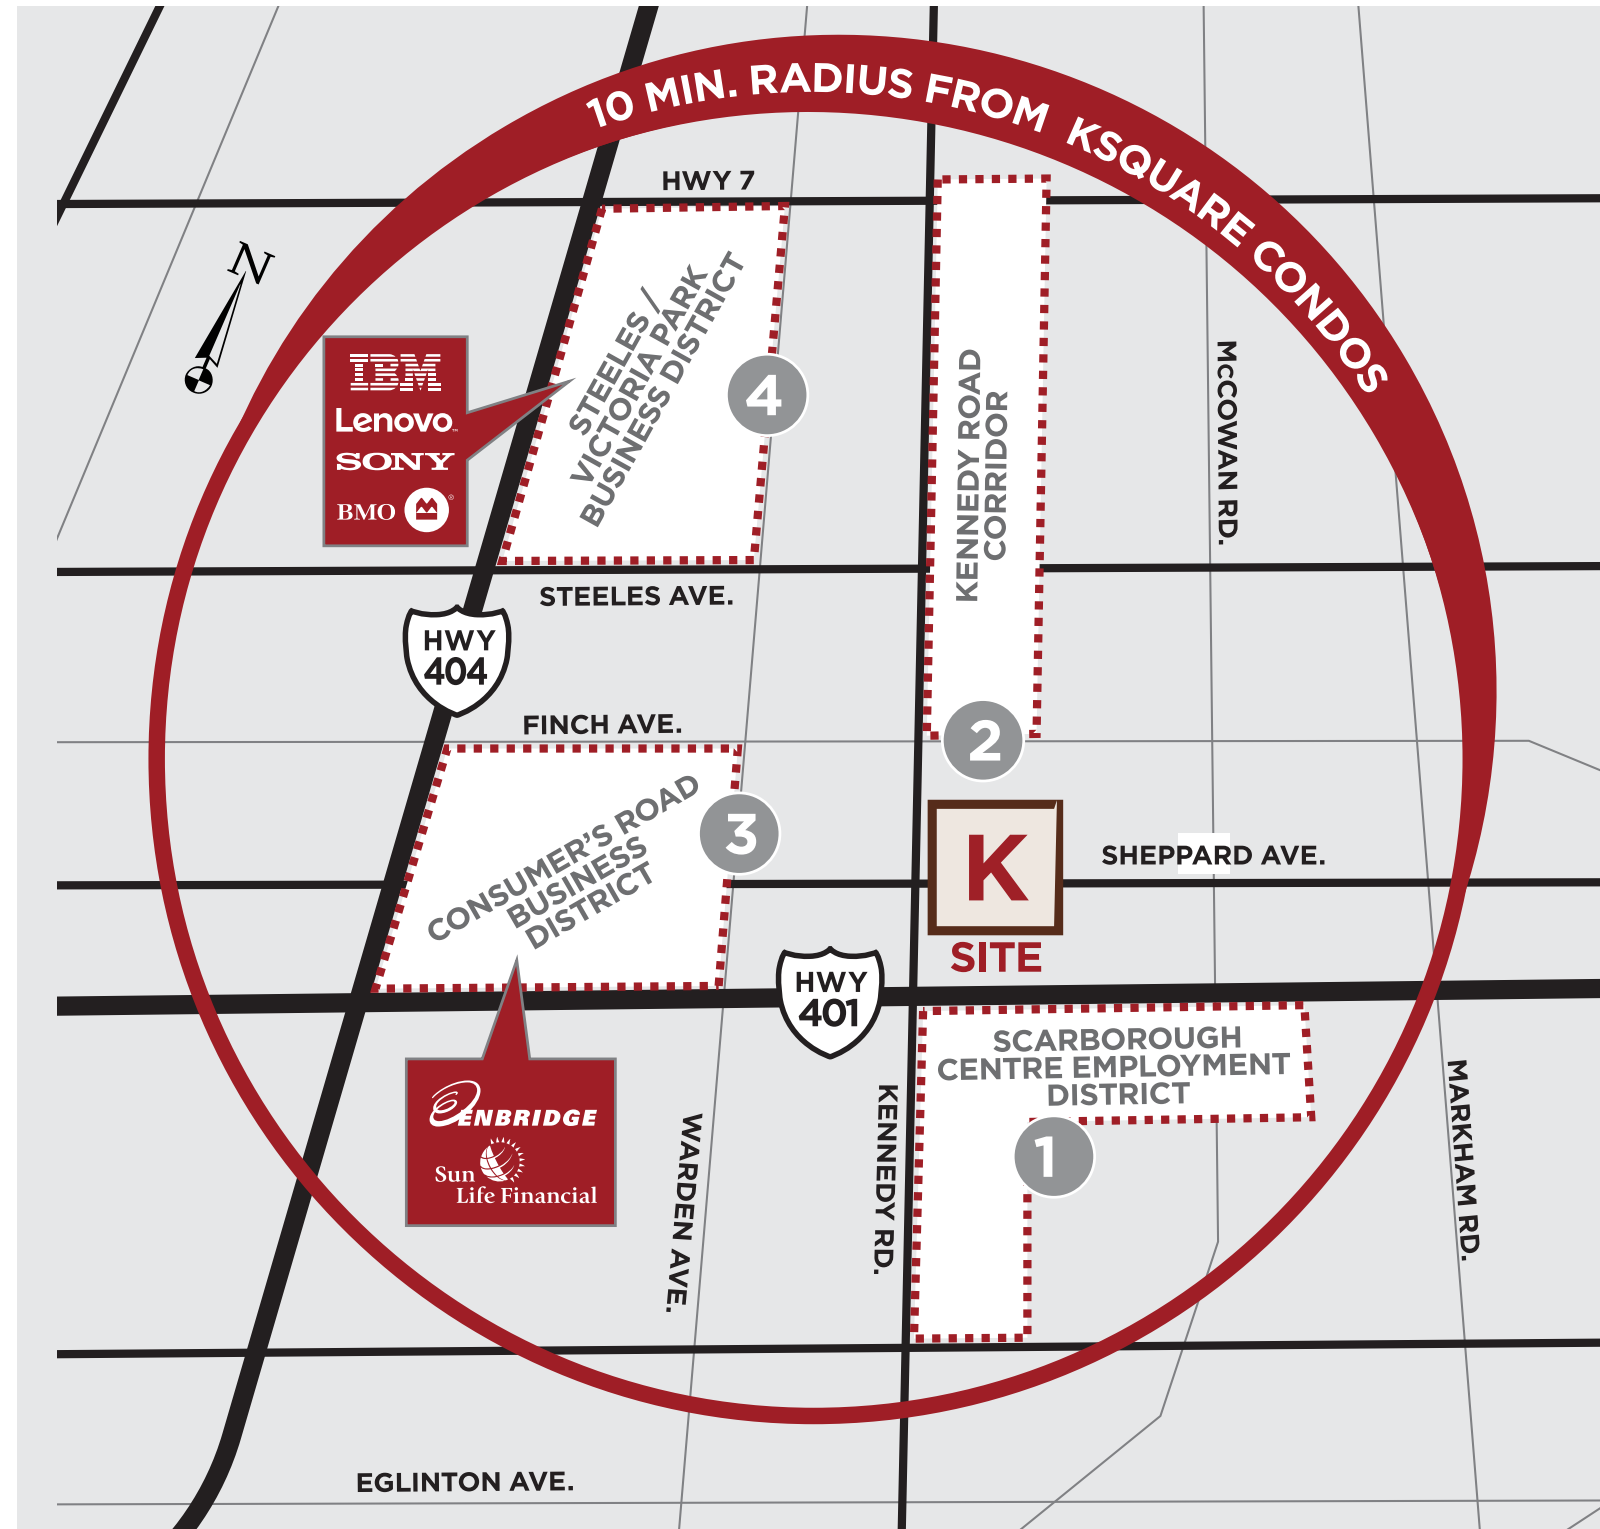 10 MIN. RADIUS FROM KSQUARE CONDOS
HWY 7
N
STEELES /
VICTORIA PARK
BUSINESS DISTRICT
4
KENNEDY ROAD
CORRIDOR
McCOWAN RD.
IBM
Lenovo
SONY
BMO
STEELES AVE.
HWY
404
FINCH AVE.
2
CONSUMER'S ROAD
BUSINESS
DISTRICT
3
K
SITE
SHEPPARD AVE.
HWY
401
SCARBOROUGH
CENTRE EMPLOYMENT
DISTRICT
1
ENBRIDGE
Sun
Life Financial
WARDEN AVE.
KENNEDY RD.
MARKHAM RD.
EGLINTON AVE.